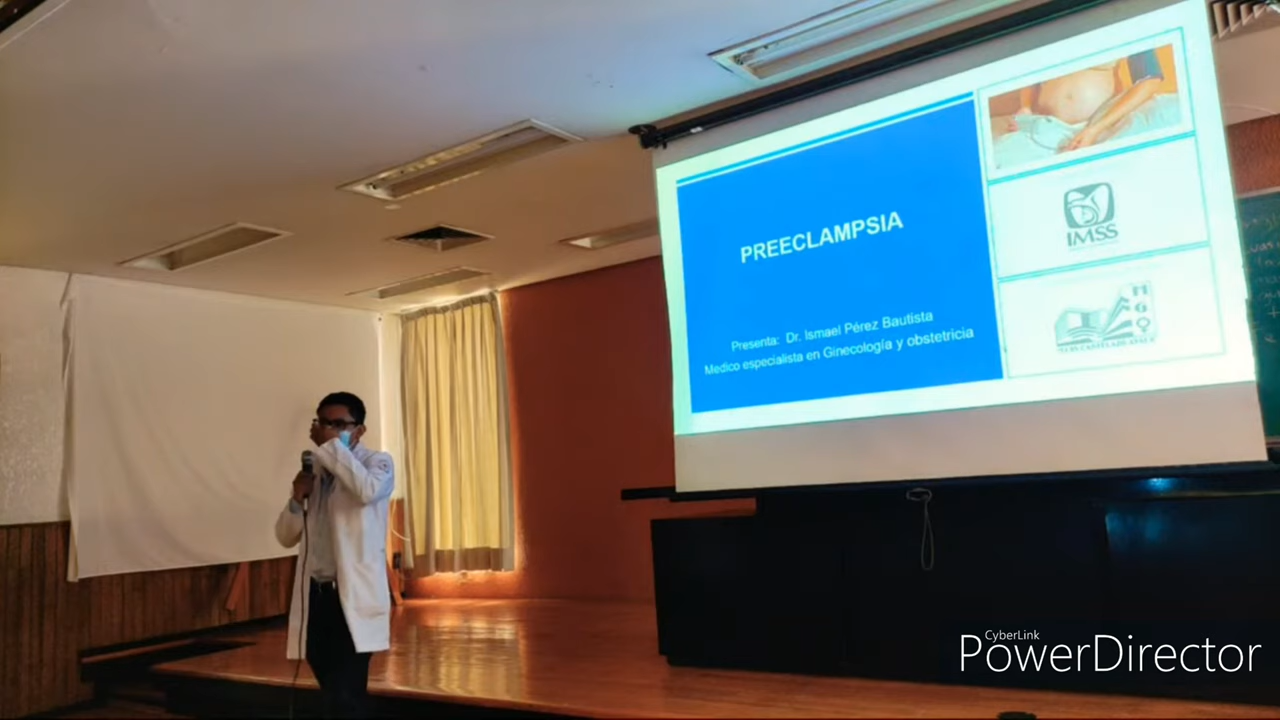 PREECLAMPSIA
Presenta: Dr. Ismael Pérez Bautista
Medico especialista en Ginecología y obstetricia
IMSS
CyberLink
PowerDirector